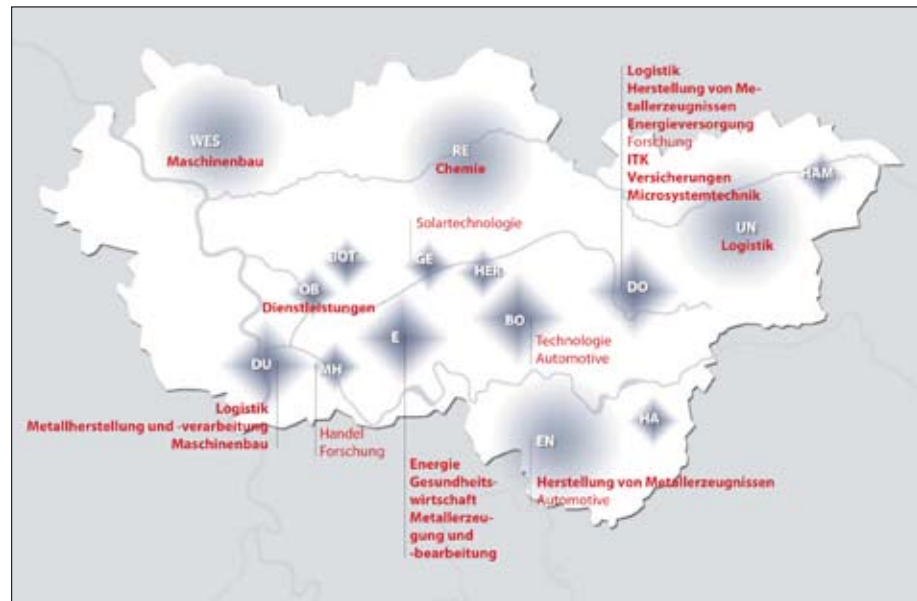 Logistik
Herstellung von Me-
tallerzeugnissen
Energieversorgung
Forschung
ITK
Versicherungen
Microsystemtechnik
WES
Maschinenbau
RE
Chemie
HAM
UN
Logistik
Solartechnologie
BOT
GE
HER
OB
Dienstleistungen
DO
BO
Technologie
Automotive
E
DU
MH
Logistik
Metallherstellung und -verarbeitung
Maschinenbau
Handel
Forschung
HA
EN
Herstellung von Metallerzeugnissen
Automotive
Energie
Gesundheits-
wirtschaft
Metallerzeu-
gung und
-bearbeitung